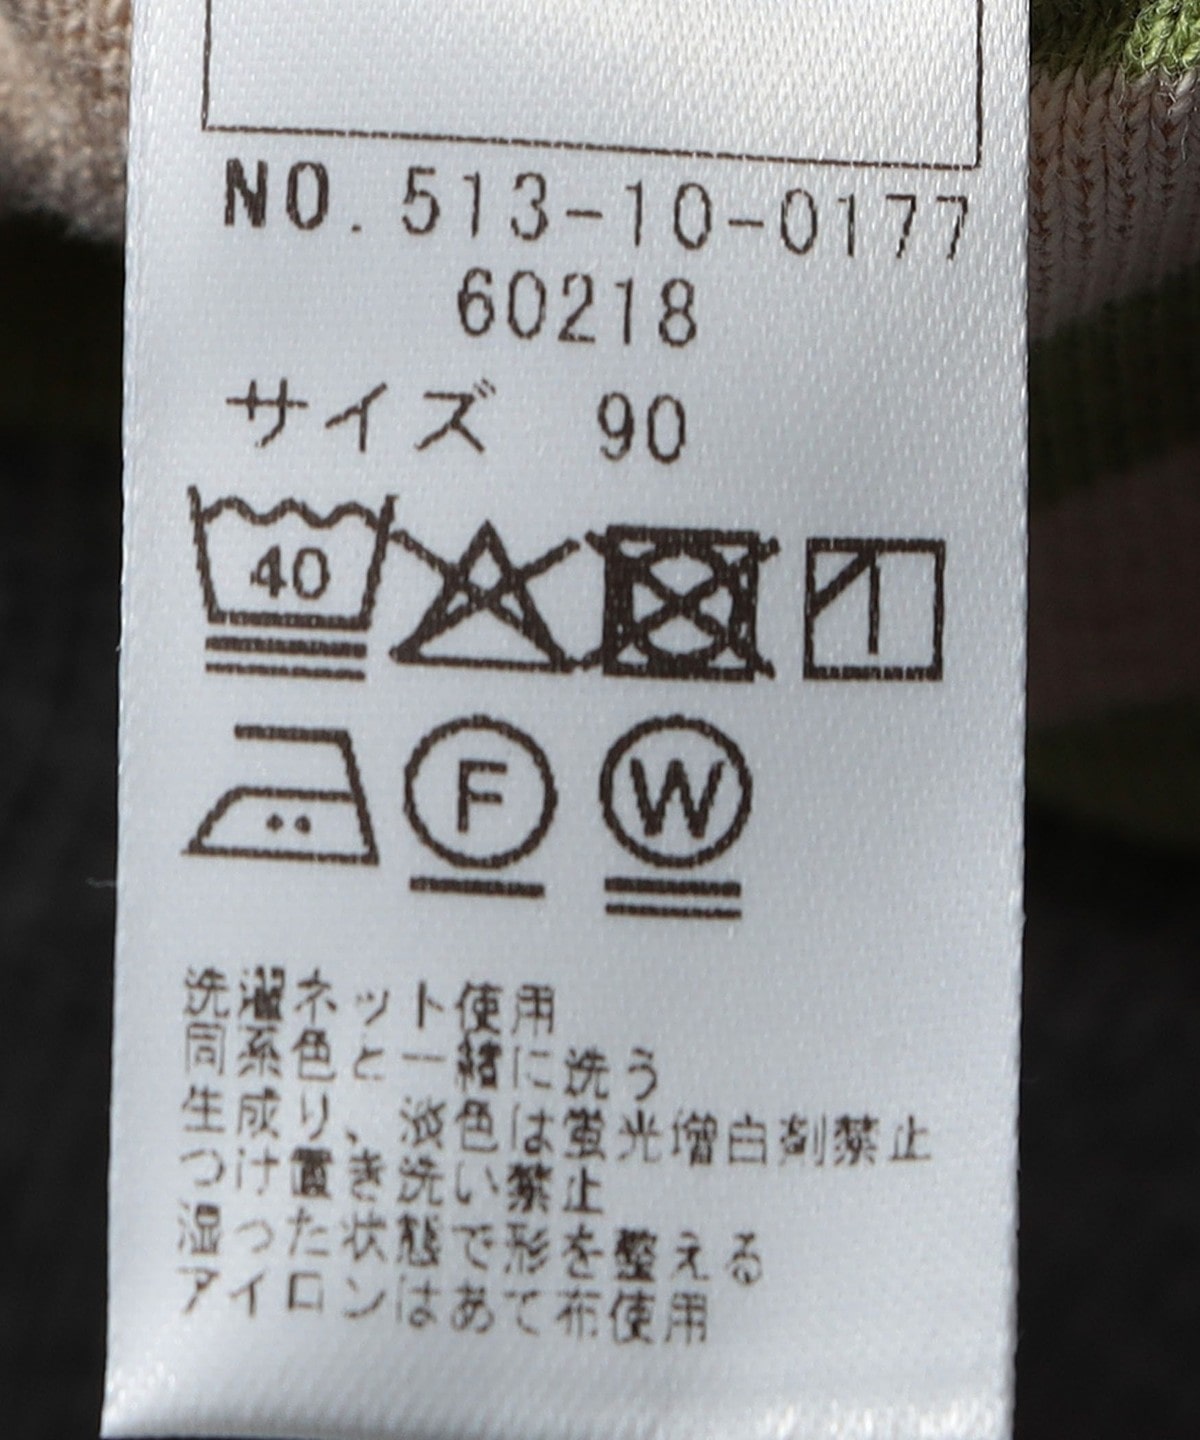 NO. 513-10-0177
60218
サイズ 90
40
F W
洗濯ネット使用
同系色と一緒に洗う
生成り、淡色は蛍光増白剤禁止
つけ置き洗い禁止
湿った状態で形を整える
アイロンはあて布使用